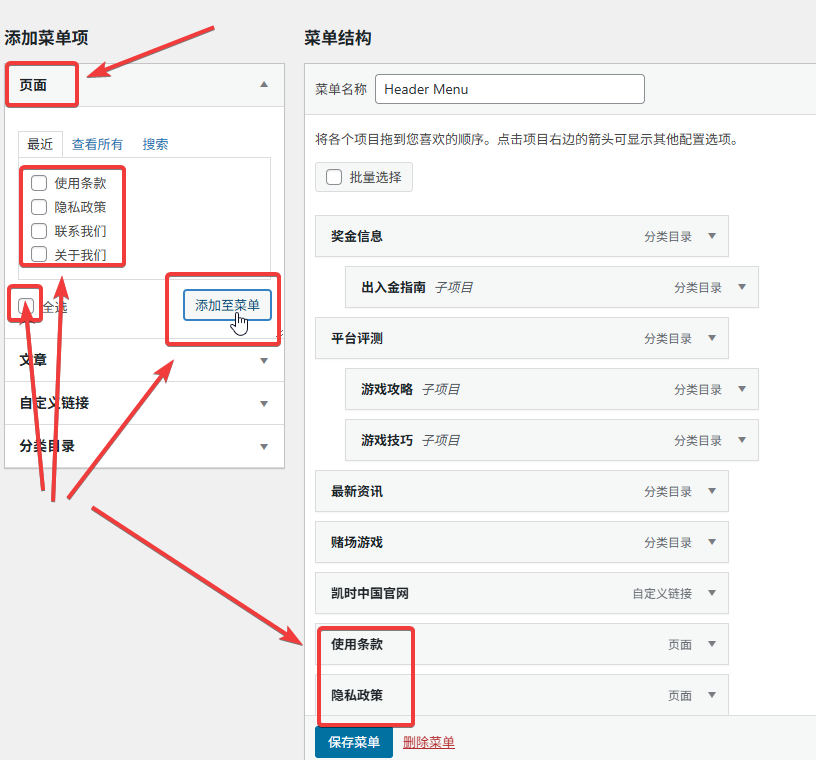 添加菜单项
页面
最近 查看所有 搜索
使用条款
隐私政策
联系我们
关于我们
全选
添加至菜单
文章
自定义链接
分类目录
菜单结构
菜单名称 Header Menu
将各个项目拖到您喜欢的顺序。点击项目右边的箭头可显示其他配置选项。
批量选择
奖金信息 分类目录
出入金指南 子项目 分类目录
平台评测 分类目录
游戏攻略 子项目 分类目录
游戏技巧 子项目 分类目录
最新资讯 分类目录
赌场游戏 分类目录
凯时中国官网 自定义链接
使用条款 页面
隐私政策 页面
保存菜单 删除菜单